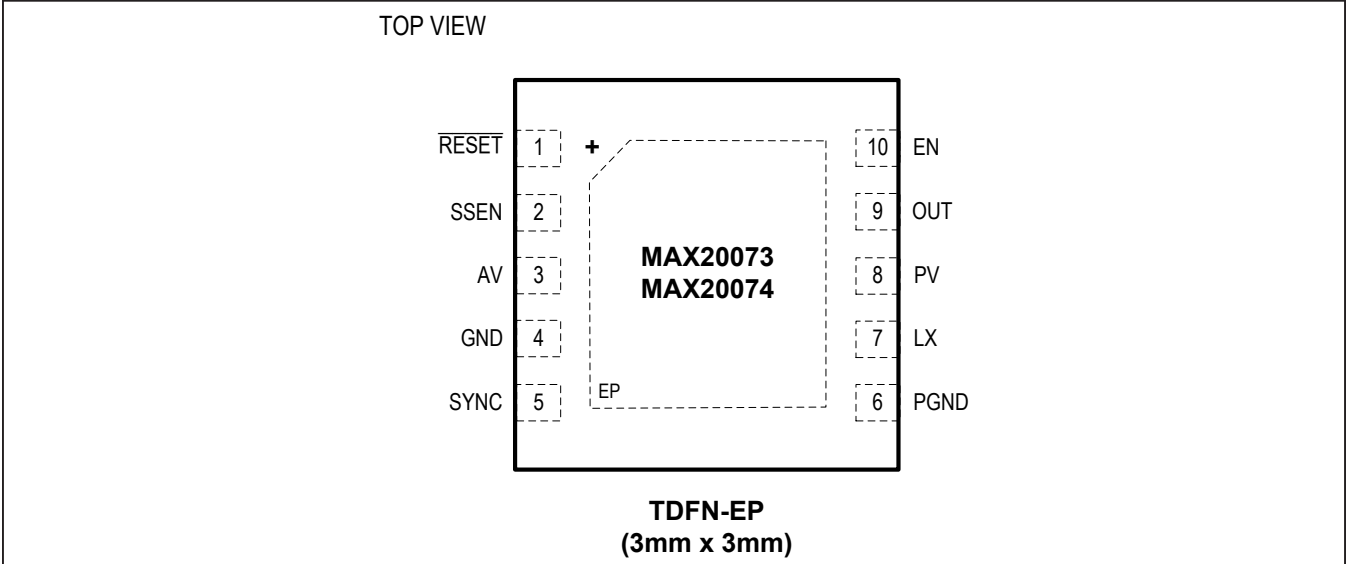 TOP VIEW
RESET 1 + 10 EN
SSEN 2 9 OUT
MAX20073
AV 3 8 PV
MAX20074
GND 4 7 LX
SYNC 5 EP 6 PGND
TDFN-EP
(3mm x 3mm)